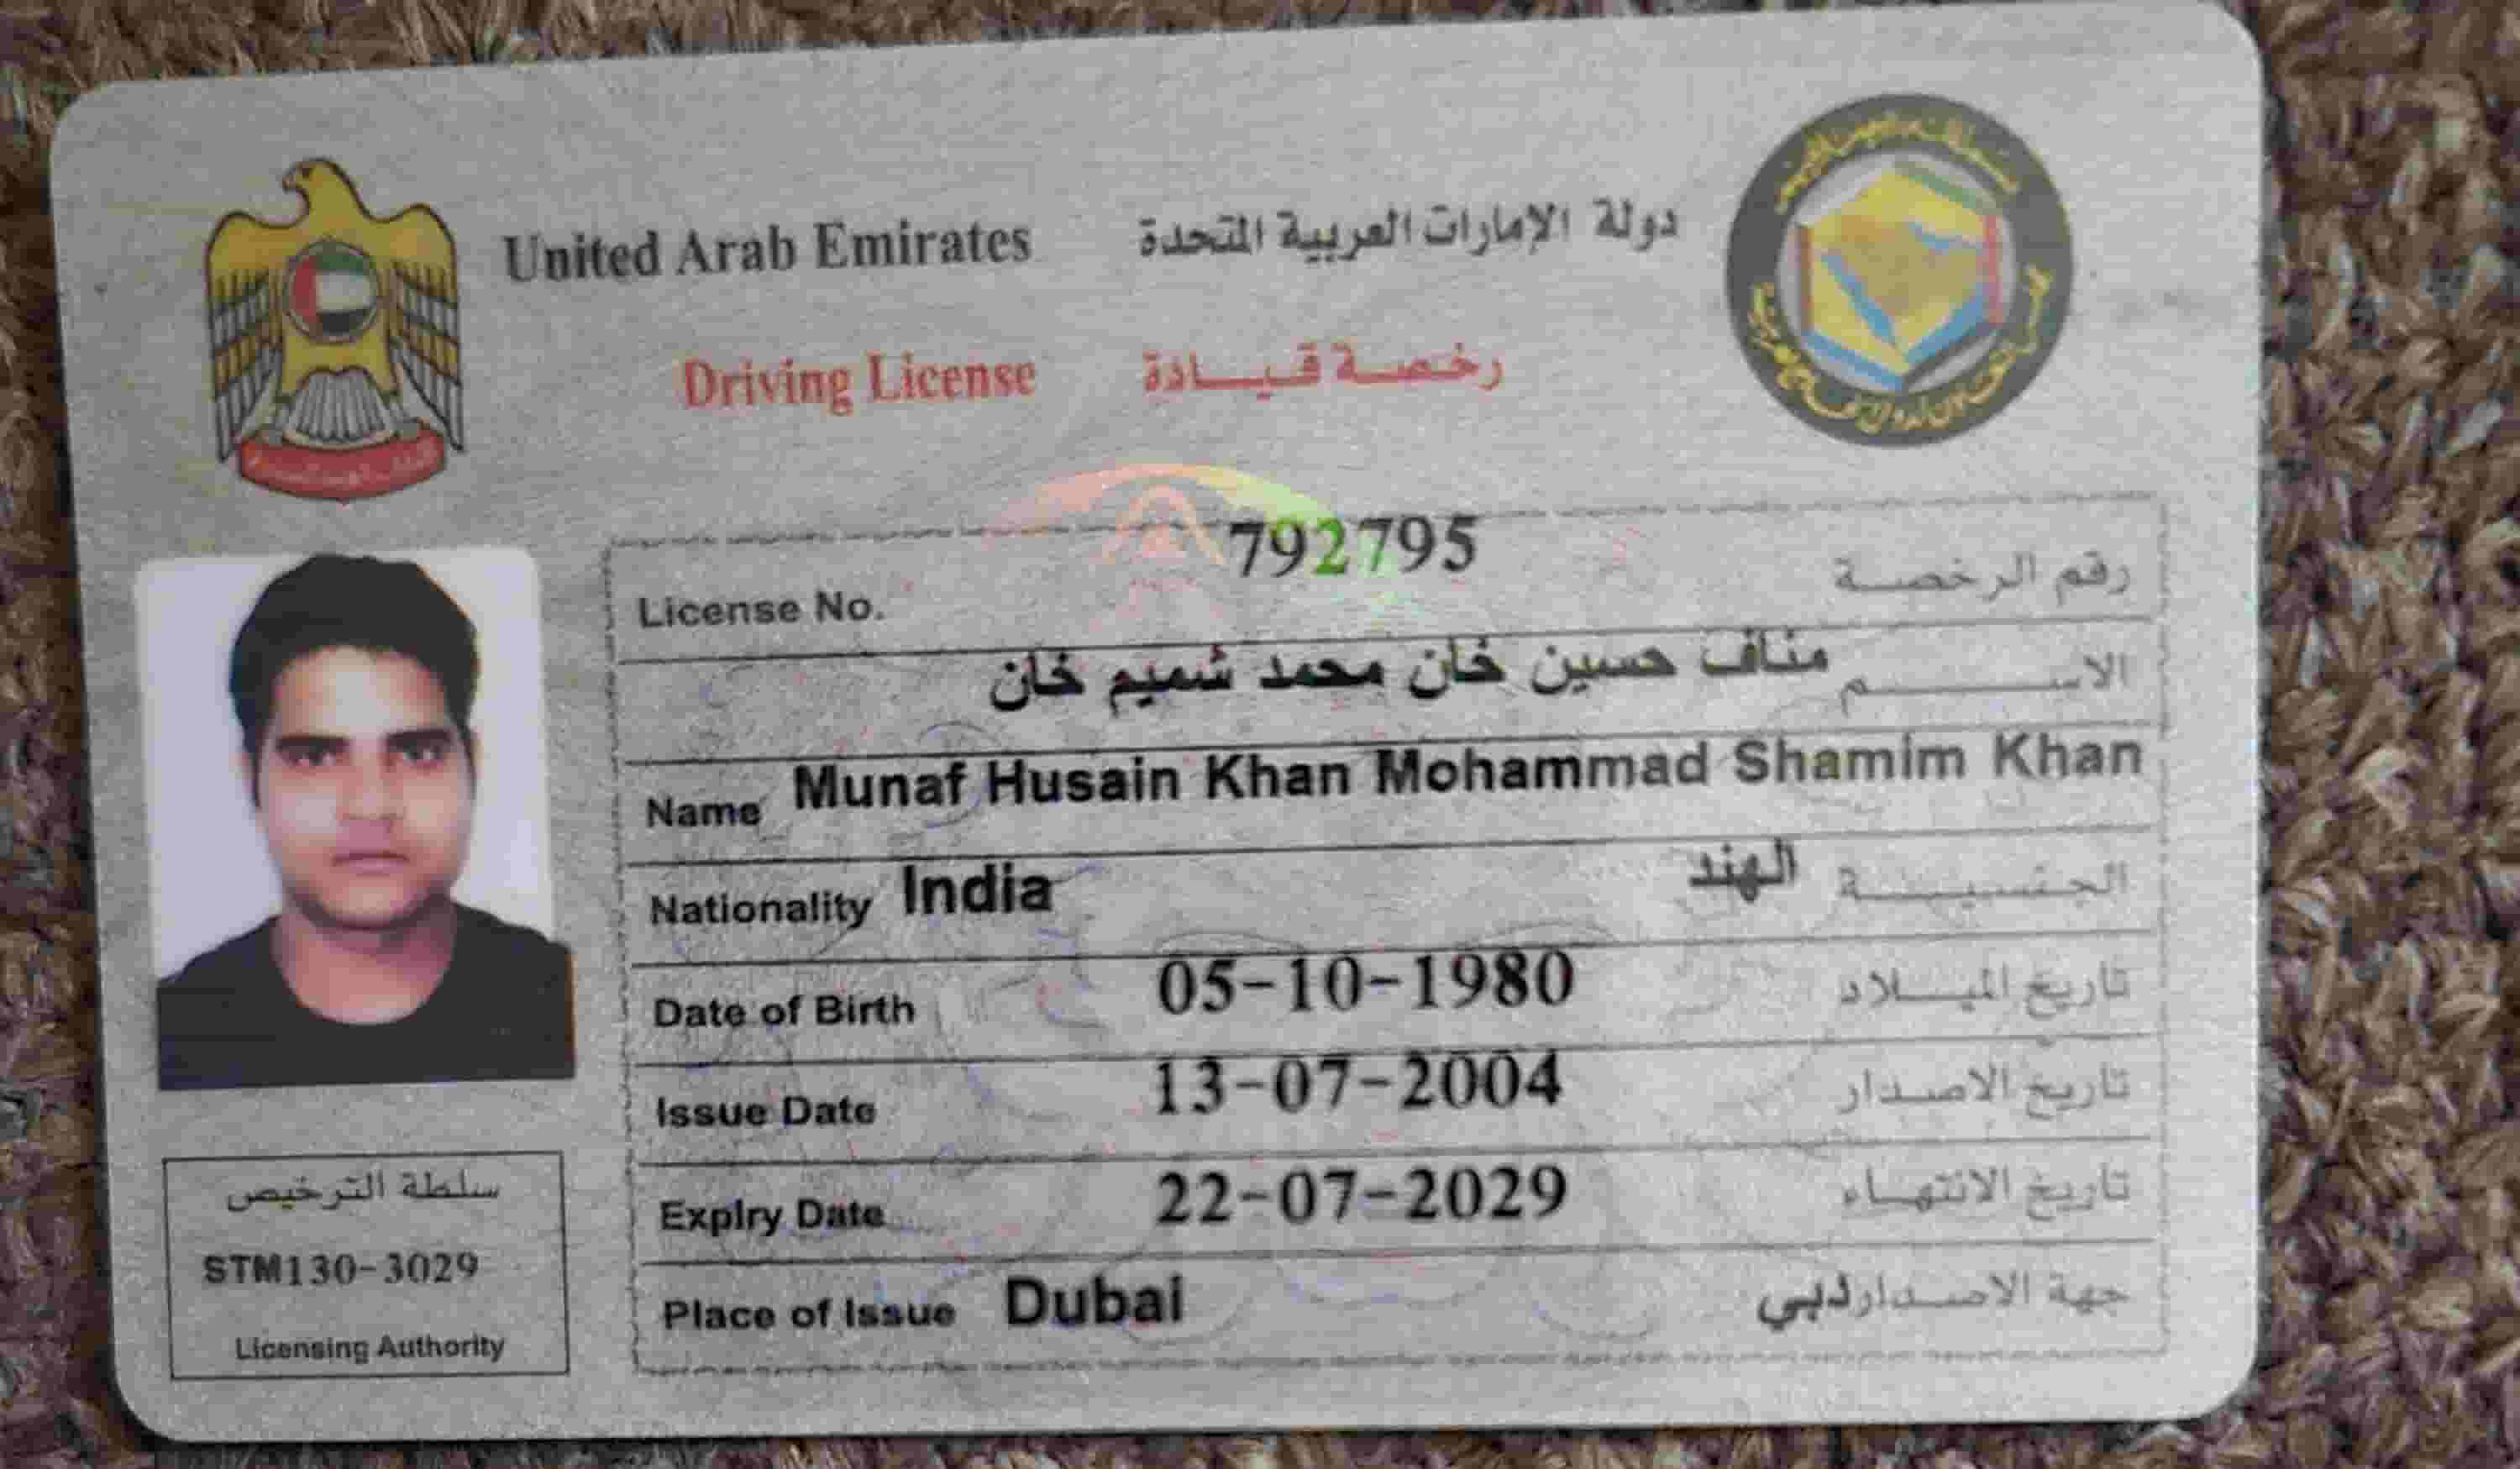 United Arab Emirates دولة الإمارات العربية المتحدة
Driving License رخصة قيادة
License No. 792795 رقم الرخصة
الاسم مناف حسين خان محمد شميم خان
Name Munaf Husain Khan Mohammad Shamim Khan
Nationality India الهند الجنسية
Date of Birth 05-10-1980 تاريخ الميلاد
Issue Date 13-07-2004 تاريخ الاصدار
Expiry Date 22-07-2029 تاريخ الانتهاء
Place of Issue Dubai جهة الاصدار دبي
سلطة الترخيص
STM130-3029
Licensing Authority